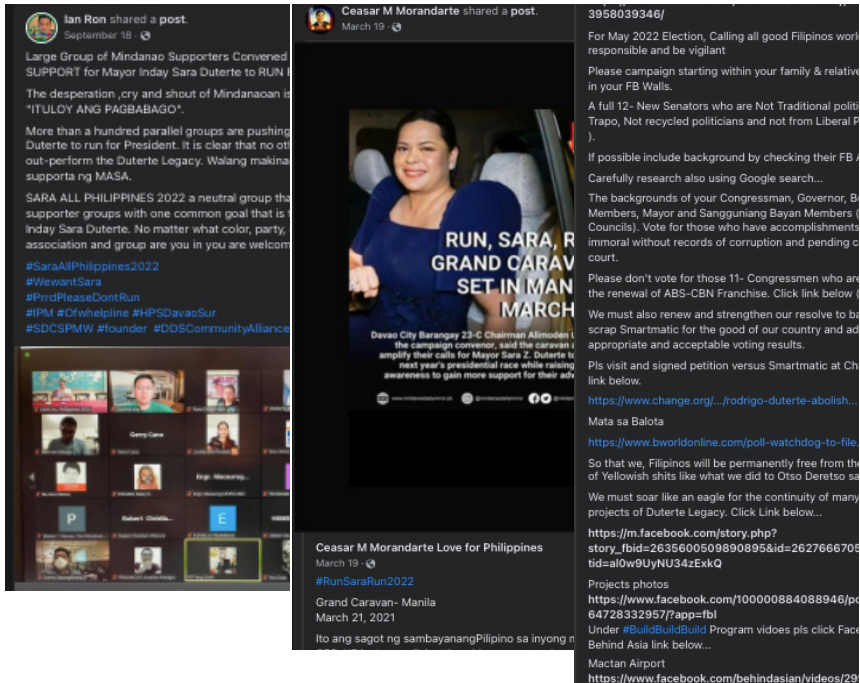 Ian Ron shared a post.
September 18 ·
Large Group of Mindanao Supporters Convened
SUPPORT for Mayor Inday Sara Duterte to RUN
The desperation ,cry and shout of Mindanaoan is
"ITULOY ANG PAGBABAGO".
More than a hundred parallel groups are pushing
Duterte to run for President. It is clear that no
out-perform the Duterte Legacy. Walang
supporta ng MASA.
SARA ALL PHILIPPINES 2022 a neutral group
supporter groups with one common goal that is
Inday Sara Duterte. No matter what color, party,
association and group are you in you are
#SaraAllPhilippines2022
#WewantSara
#PrrdPleaseDontRun
#IPM #Ofwhelpline #HPSDavaoSur
#SDCSPMW #founder #DDSCommunityAlliance
Gerry Cano
P
E
Ceasar M Morandarte shared a post.
March 19 ·
RUN, SARA, R
GRAND CARAV
SET IN MAN
MARCH
Davao City Barangay 23-C Chairman Alimoden
the campaign convenor, said the caravan
amplify their calls for Mayor Sara Z. Duterte to
next year's presidential race while raising
awareness to gain more support for their
Ceasar M Morandarte Love for Philippines
March 19 ·
#RunSaraRun2022
Grand Caravan- Manila
March 21, 2021
Ito ang sagot ng sambayanangPilipino sa inyong
3958039346/
For May 2022 Election, Calling all good Filipinos
responsible and be vigilant
Please campaign starting within your family & relative
in your FB Walls.
A full 12- New Senators who are Not Traditional politi
Trapo, Not recycled politicians and not from Liberal P
).
If possible include background by checking their FB
Carefully research also using Google search...
The backgrounds of your Congressman, Governor,
Members, Mayor and Sangguniang Bayan Members (
Councils). Vote for those who have accomplishments
immoral without records of corruption and pending
court.
Please don't vote for those 11- Congressmen who are
the renewal of ABS-CBN Franchise. Click link below (
We must also renew and strengthen our resolve to
scrap Smartmatic for the good of our country and
appropriate and acceptable voting results.
Pls visit and signed petition versus Smartmatic at
link below.
https://www.change.org/.../rodrigo-duterte-abolish...
Mata sa Balota
https://www.bworldonline.com/poll-watchdog-to-file.
So that we, Filipinos will be permanently free from the
of Yellowish shits like what we did to Otso Deretso
We must soar like an eagle for the continuity of many
projects of Duterte Legacy. Click Link below...
https://m.facebook.com/story.php?
story_fbid=2635600509890895&id=2627666705
tid=al0w9UyNU34zExkQ
Projects photos
https://www.facebook.com/100000884088946/po
64728332957/?app=fbl
Under #BuildBuildBuild Program vidoes pls click
Behind Asia link below...
Mactan Airport
https://www.facebook.com/behindasian/videos/29